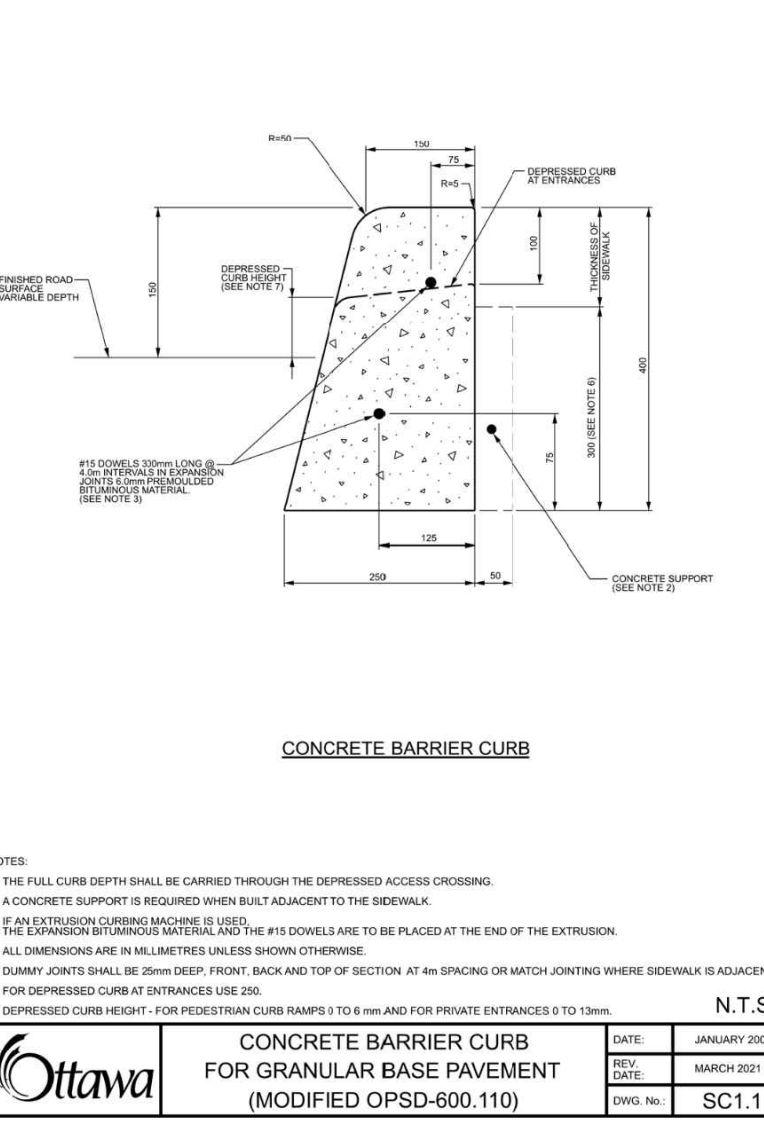 150
R=50
75
DEPRESSED CURB
AT ENTRANCES
R=5
DEPRESSED
CURB HEIGHT
(SEE NOTE 7)
100
THICKNESS OF
SIDEWALK
FINISHED ROAD
SURFACE
VARIABLE DEPTH
150
400
300 (SEE NOTE 6)
75
#15 DOWELS 300mm LONG @
4.0m INTERVALS IN EXPANSION
JOINTS 6.0mm PREMOULDED
BITUMINOUS MATERIAL.
(SEE NOTE 3)
125
250
50
CONCRETE SUPPORT
(SEE NOTE 2)
CONCRETE BARRIER CURB
OTES:
THE FULL CURB DEPTH SHALL BE CARRIED THROUGH THE DEPRESSED ACCESS CROSSING.
A CONCRETE SUPPORT IS REQUIRED WHEN BUILT ADJACENT TO THE SIDEWALK.
IF AN EXTRUSION CURBING MACHINE IS USED,
THE EXPANSION BITUMINOUS MATERIAL AND THE #15 DOWELS ARE TO BE PLACED AT THE END OF THE EXTRUSION.
ALL DIMENSIONS ARE IN MILLIMETRES UNLESS SHOWN OTHERWISE.
DUMMY JOINTS SHALL BE 25mm DEEP, FRONT, BACK AND TOP OF SECTION AT 4m SPACING OR MATCH JOINTING WHERE SIDEWALK IS ADJACEN
FOR DEPRESSED CURB AT ENTRANCES USE 250.
DEPRESSED CURB HEIGHT - FOR PEDESTRIAN CURB RAMPS 0 TO 6 mm AND FOR PRIVATE ENTRANCES 0 TO 13mm.
N.T.S
Ottawa
CONCRETE BARRIER CURB
FOR GRANULAR BASE PAVEMENT
(MODIFIED OPSD-600.110)
DATE: JANUARY 200
REV.
DATE: MARCH 2021
DWG. No.: SC1.1